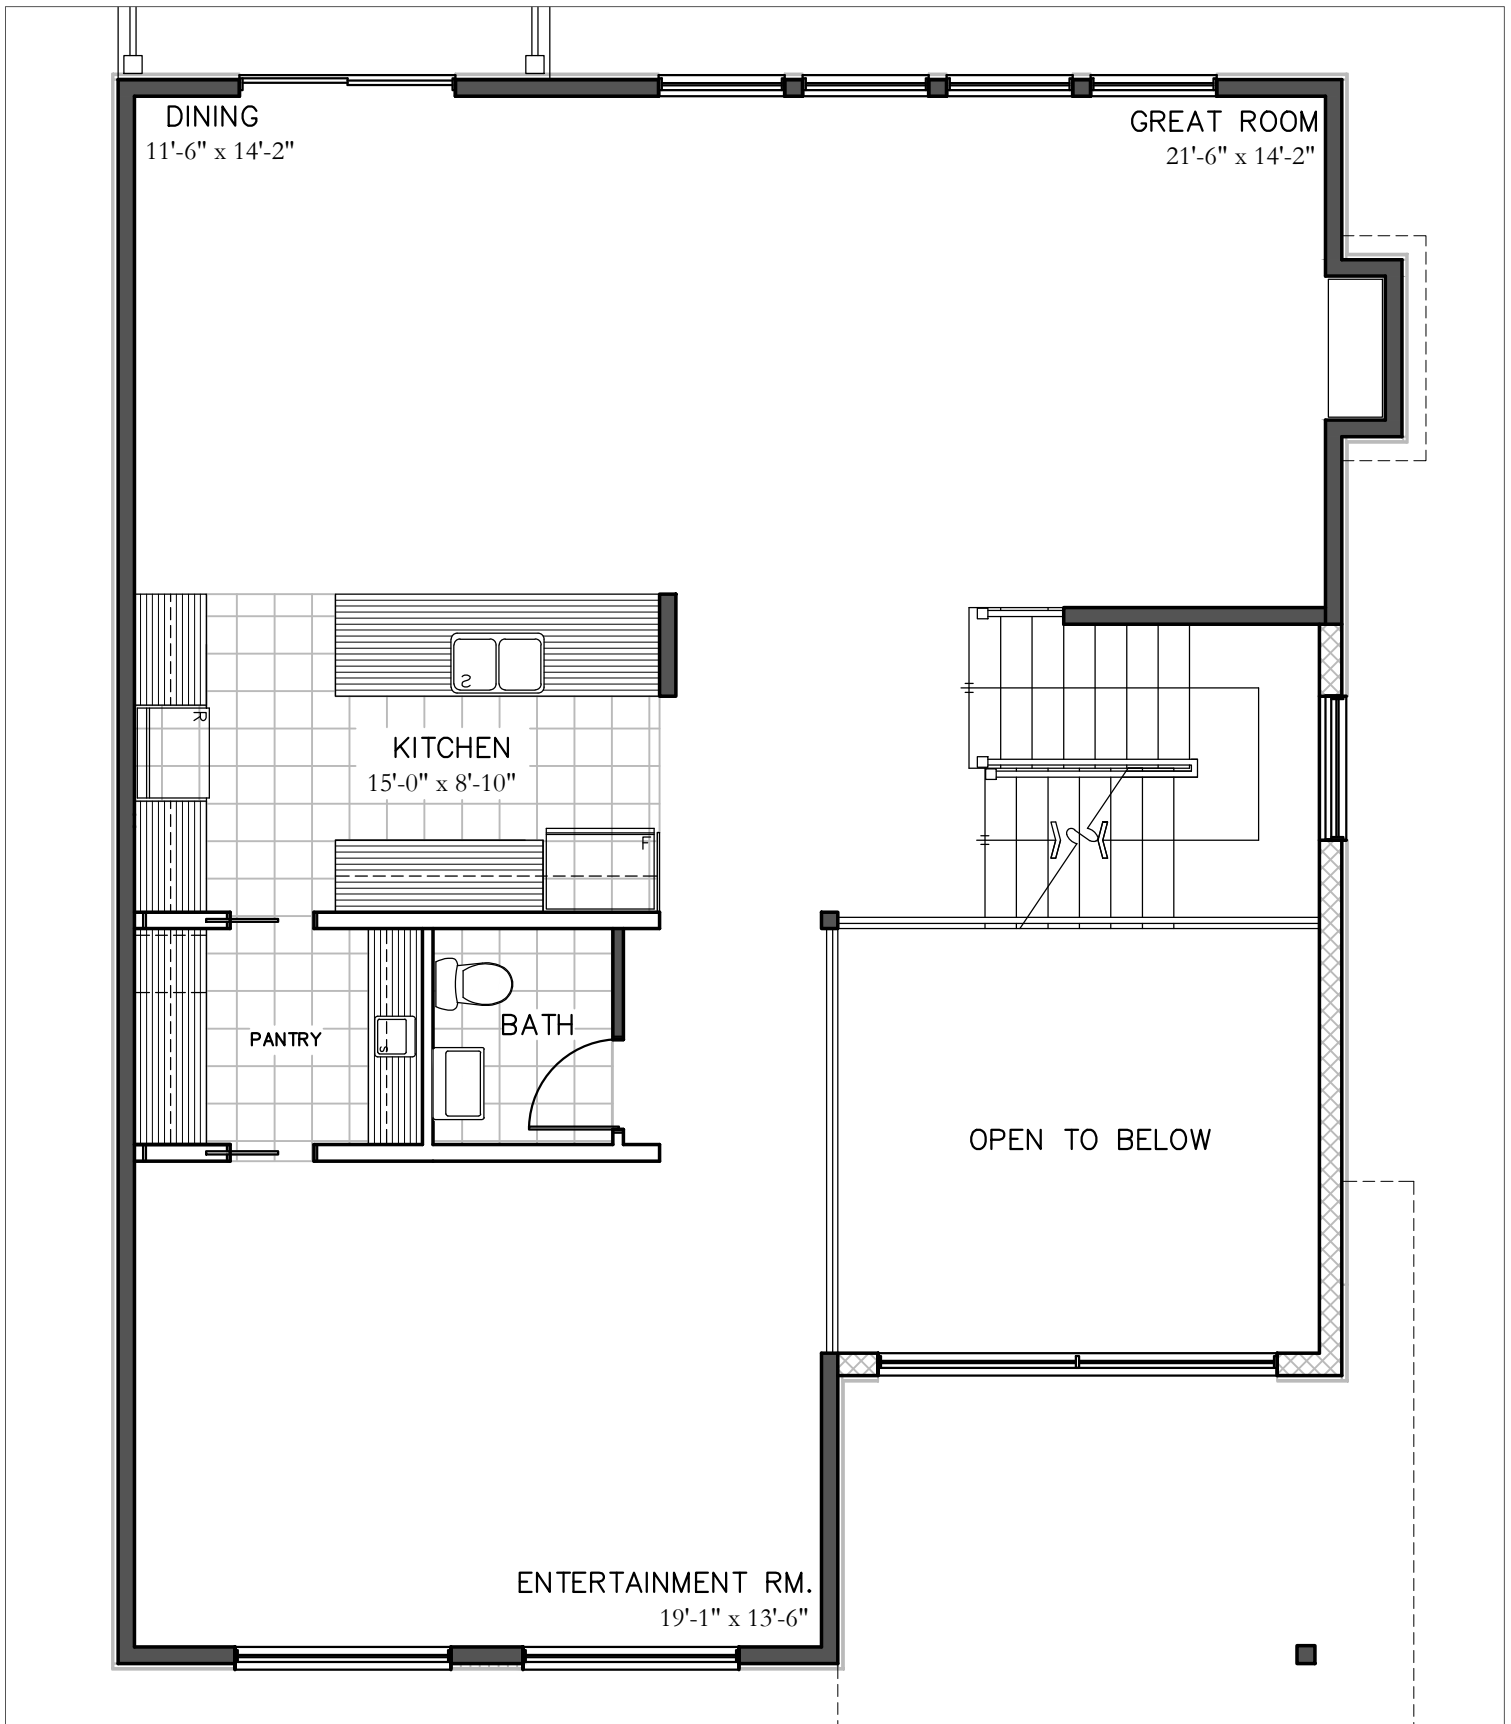 DINING
11'-6" x 14'-2"
GREAT ROOM
21'-6" x 14'-2"
S
R
KITCHEN
15'-0" x 8'-10"
F
BATH
PANTRY
S
OPEN TO BELOW
ENTERTAINMENT RM.
19'-1" x 13'-6"